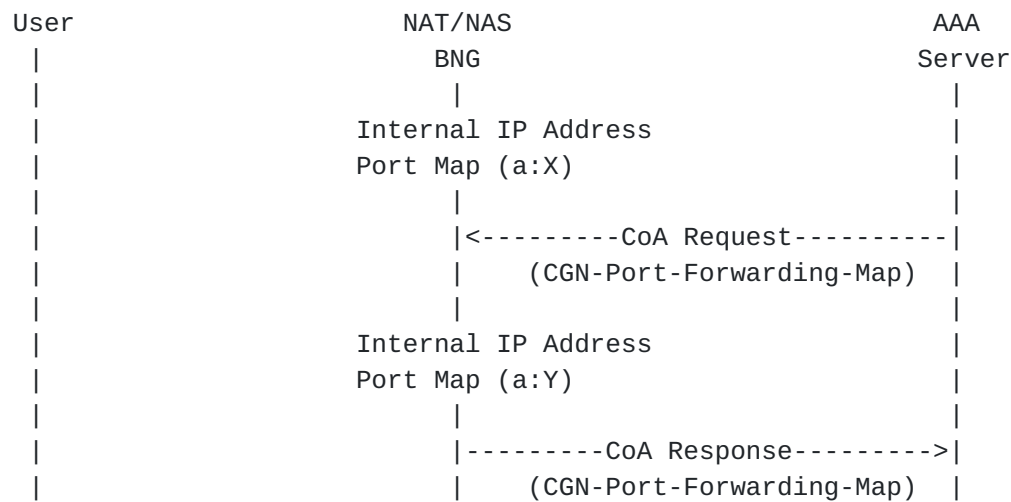 User                    NAT/NAS                        AAA
 |                        BNG                         Server
 |                         |                            |
 |                  Internal IP Address                 |
 |                  Port Map (a:X)                      |
 |                         |                            |
 |                         |<---------CoA Request----------|
 |                         |    (CGN-Port-Forwarding-Map)  |
 |                         |                            |
 |                  Internal IP Address                 |
 |                  Port Map (a:Y)                      |
 |                         |                            |
 |                         |---------CoA Response--------->|
 |                         |    (CGN-Port-Forwarding-Map)  |